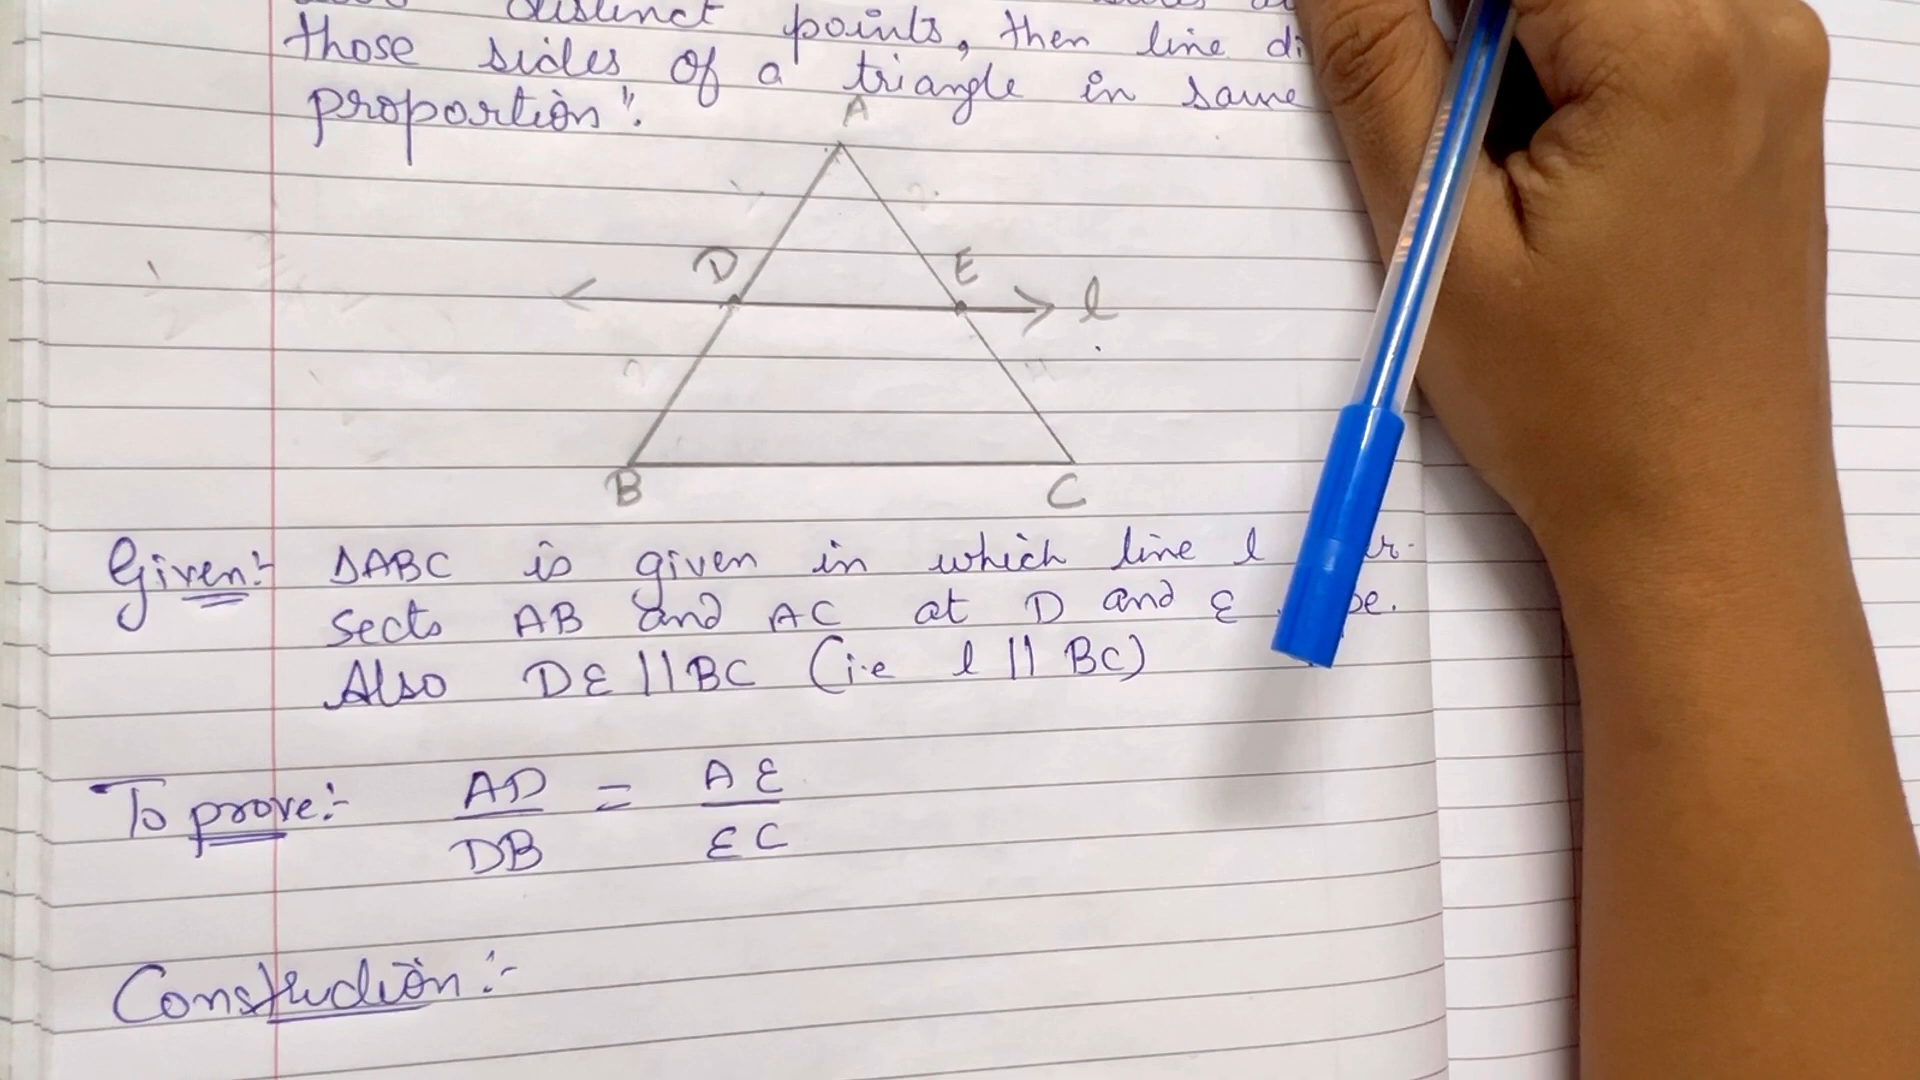 distinct points, then line
those sides of a triangle in same
proportion".
A
D
E
l
B
C
Given:- ΔABC is given in which line l
sects AB and AC at D and E
Also DE || BC (i.e l || BC)
To prove:- AD/DB = AE/EC
Construction:-